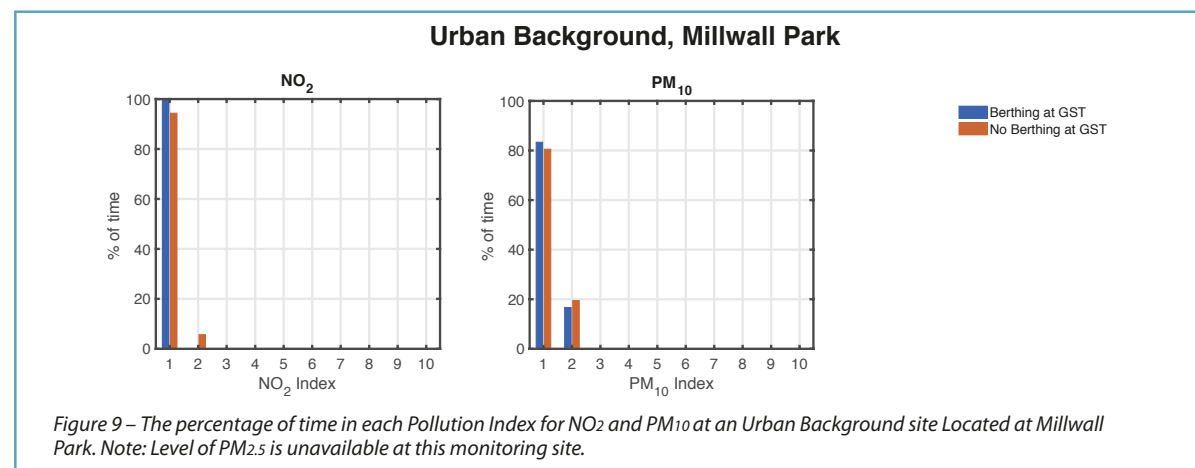 Urban Background, Millwall Park
NO2
100
80
60
40
20
0
% of time
1 2 3 4 5 6 7 8 9 10
NO2 Index
PM10
100
80
60
40
20
0
% of time
1 2 3 4 5 6 7 8 9 10
PM10 Index
Berthing at GST
No Berthing at GST
Figure 9 – The percentage of time in each Pollution Index for NO2 and PM10 at an Urban Background site Located at Millwall
Park. Note: Level of PM2.5 is unavailable at this monitoring site.